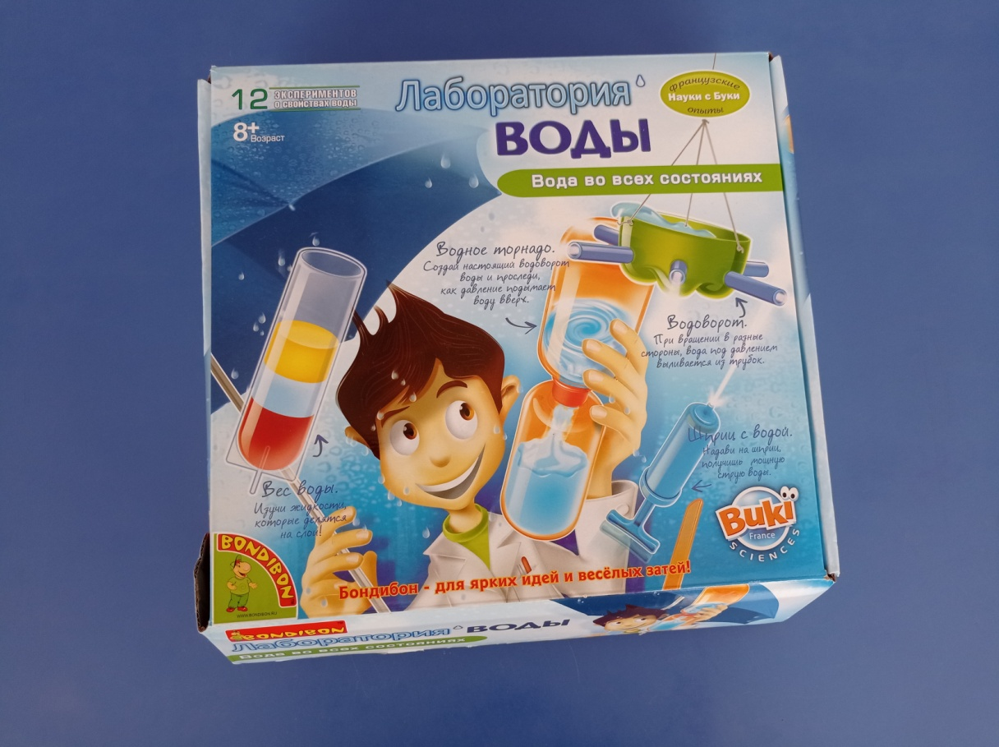 12 ЭКСПЕРИМЕНТОВ
О СВОЙСТВАХ ВОДЫ
8+ Возраст
Лаборатория
ВОДЫ
Вода во всех состояниях
французские
Науки с Буки
опыты
Водное торнадо.
Создай настоящий водоворот
воды и проследи,
как давление подымает
воду вверх.
Водоворот.
При вращении в разные
стороны, вода под давлением
выливается из трубок.
Шприц с водой.
Надави на шприц,
получишь мощную
струю воды.
Вес воды.
Изучи жидкости,
которые делятся
на слои!
Buki
France
SCIENCES
BONDIBON
WWW.BONDIBON.RU
Бондибон - для ярких идей и весёлых затей!
BONDIBON
Лаборатория ВОДЫ
Вода во всех состояниях